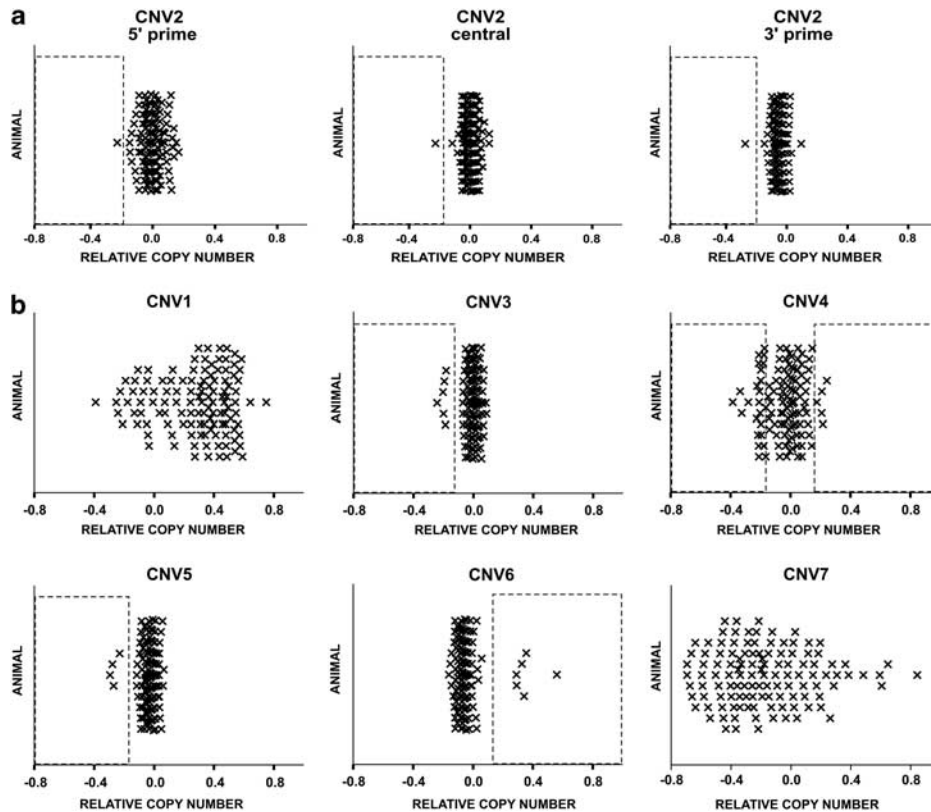 a
CNV2
5' prime
CNV2
central
CNV2
3' prime
ANIMAL
ANIMAL
ANIMAL
-0.8 -0.4 0.0 0.4 0.8
-0.8 -0.4 0.0 0.4 0.8
-0.8 -0.4 0.0 0.4 0.8
RELATIVE COPY NUMBER
RELATIVE COPY NUMBER
RELATIVE COPY NUMBER
b
CNV1
CNV3
CNV4
ANIMAL
ANIMAL
ANIMAL
-0.8 -0.4 0.0 0.4 0.8
-0.8 -0.4 0.0 0.4 0.8
-0.8 -0.4 0.0 0.4 0.8
RELATIVE COPY NUMBER
RELATIVE COPY NUMBER
RELATIVE COPY NUMBER
CNV5
CNV6
CNV7
ANIMAL
ANIMAL
ANIMAL
-0.8 -0.4 0.0 0.4 0.8
-0.8 -0.4 0.0 0.4 0.8
-0.8 -0.4 0.0 0.4 0.8
RELATIVE COPY NUMBER
RELATIVE COPY NUMBER
RELATIVE COPY NUMBER